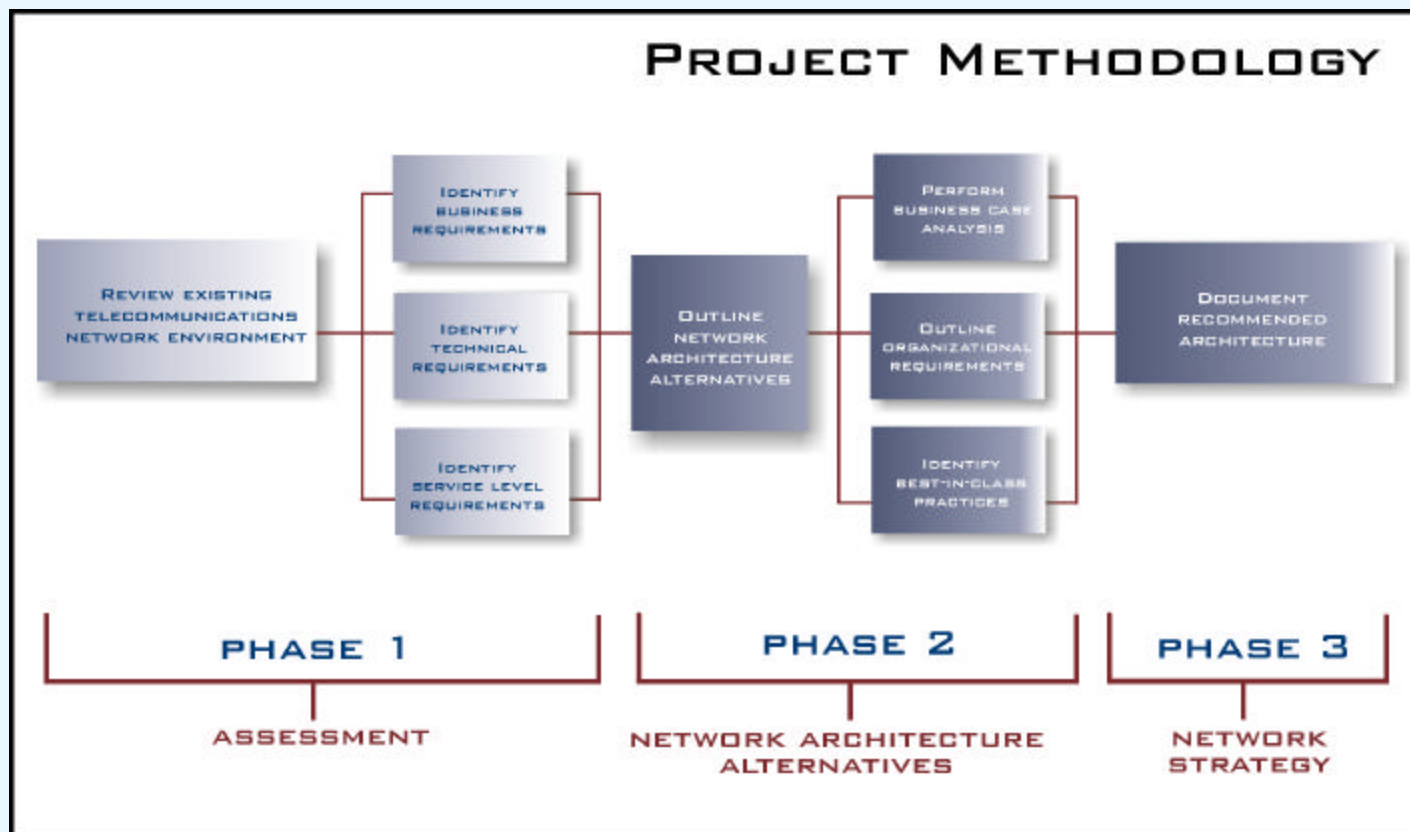 PROJECT METHODOLOGY
REVIEW EXISTING
TELECOMMUNICATIONS
NETWORK ENVIRONMENT
IDENTIFY
BUSINESS
REQUIREMENTS
IDENTIFY
TECHNICAL
REQUIREMENTS
IDENTIFY
SERVICE LEVEL
REQUIREMENTS
OUTLINE
NETWORK
ARCHITECTURE
ALTERNATIVES
PERFORM
BUSINESS CASE
ANALYSIS
OUTLINE
ORGANIZATIONAL
REQUIREMENTS
IDENTIFY
BEST-IN-CLASS
PRACTICES
DOCUMENT
RECOMMENDED
ARCHITECTURE
PHASE 1
ASSESSMENT
PHASE 2
NETWORK ARCHITECTURE
ALTERNATIVES
PHASE 3
NETWORK
STRATEGY